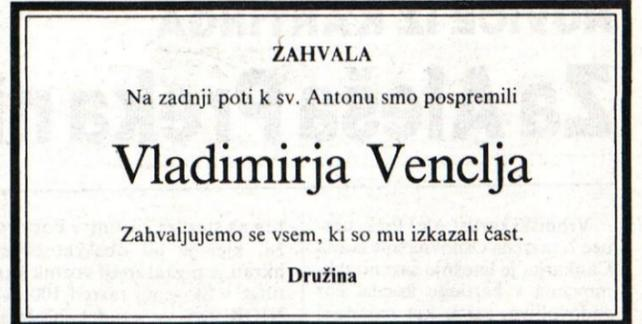 ZAHVALA
Na zadnji poti k sv. Antonu smo pospremili
Vladimirja Venclja
Zahvaljujemo se vsem, ki so mu izkazali čast.
Družina